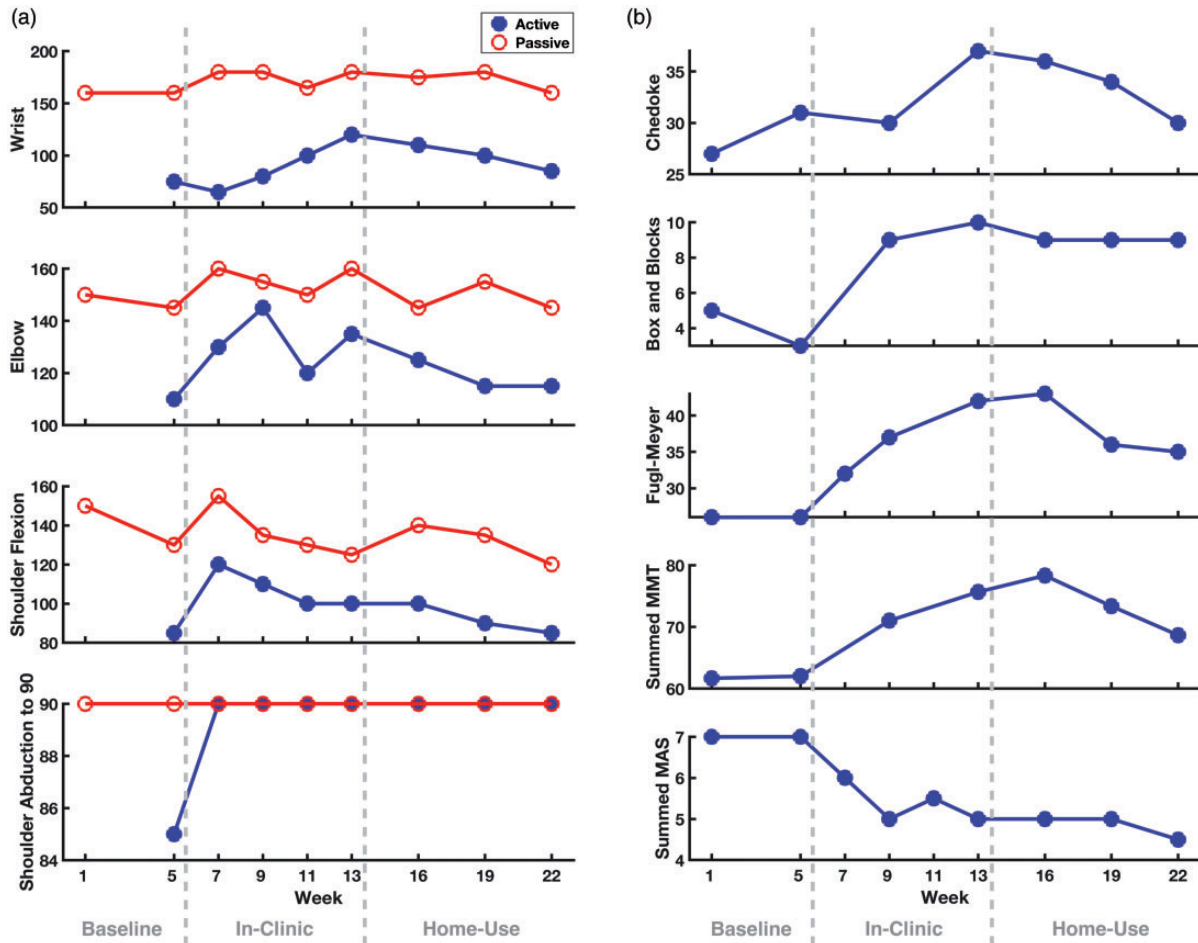 (a)
Active
Passive
200
150
100
50
Wrist
160
140
120
100
Elbow
160
140
120
100
80
Shoulder Flexion
90
88
86
84
Shoulder Abduction to 90
1 5 7 9 11 13 16 19 22
Week
Baseline In-Clinic Home-Use
(b)
35
30
25
Chedoke
10
8
6
4
Box and Blocks
40
35
30
Fugl-Meyer
80
70
60
Summed MMT
7
6
5
4
Summed MAS
1 5 7 9 11 13 16 19 22
Week
Baseline In-Clinic Home-Use